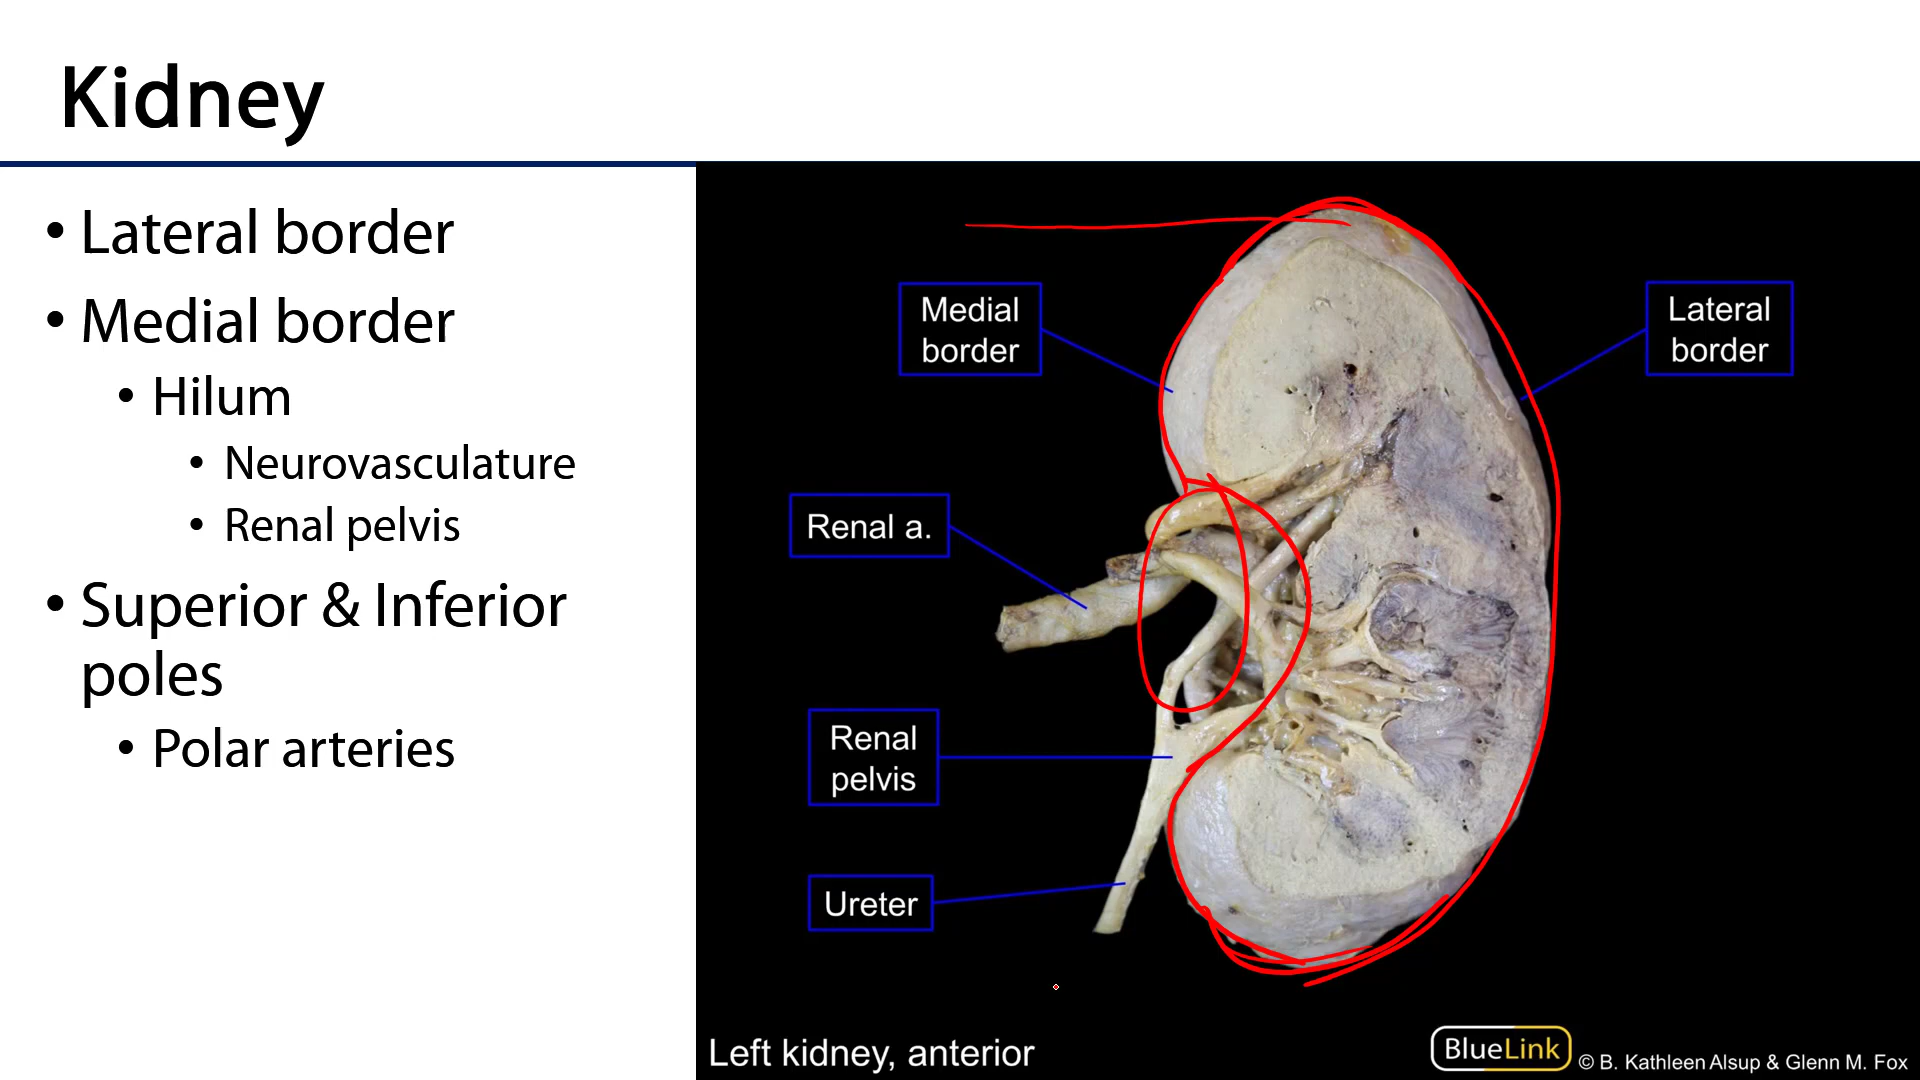 Kidney
• Lateral border
• Medial border
• Hilum
• Neurovasculature
• Renal pelvis
• Superior & Inferior
poles
• Polar arteries
Medial
border
Lateral
border
Renal a.
Renal
pelvis
Ureter
Left kidney, anterior
BlueLink
© B. Kathleen Alsup & Glenn M. Fox